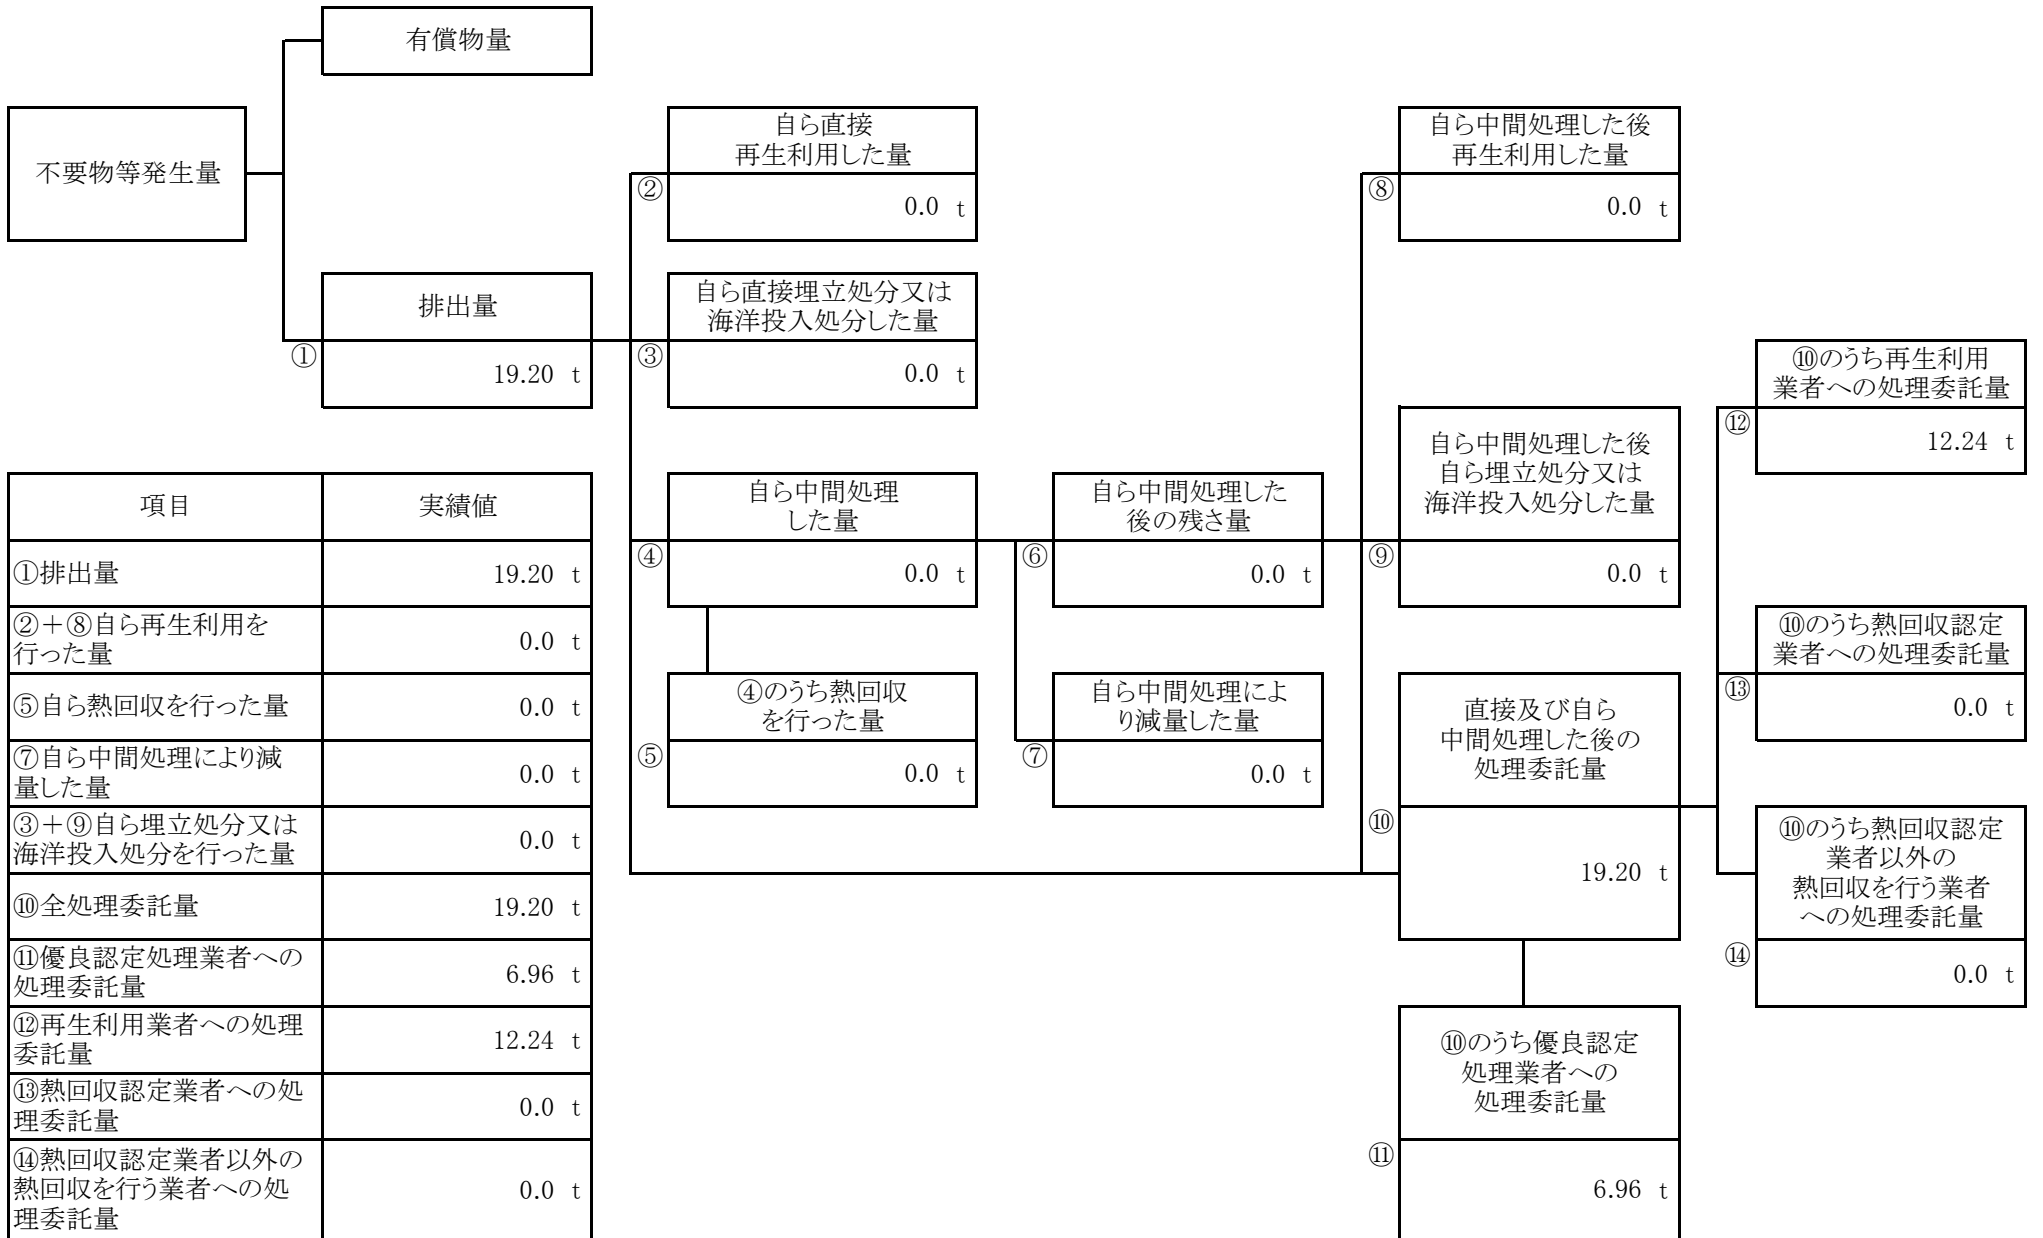 有償物量
不要物等発生量
排出量
①
19.20 t
自ら直接
再生利用した量
②
0.0 t
自ら直接埋立処分又は
海洋投入処分した量
③
0.0 t
自ら中間処理
した量
④
0.0 t
④のうち熱回収
を行った量
⑤
0.0 t
自ら中間処理した
後の残さ量
⑥
0.0 t
自ら中間処理によ
り減量した量
⑦
0.0 t
自ら中間処理した後
再生利用した量
⑧
0.0 t
自ら中間処理した後
自ら埋立処分又は
海洋投入処分した量
⑨
0.0 t
直接及び自ら
中間処理した後の
処理委託量
⑩
19.20 t
⑩のうち優良認定
処理業者への
処理委託量
⑪
6.96 t
⑩のうち再生利用
業者への処理委託量
⑫
12.24 t
⑩のうち熱回収認定
業者への処理委託量
⑬
0.0 t
⑩のうち熱回収認定
業者以外の
熱回収を行う業者
への処理委託量
⑭
0.0 t
項目 実績値
①排出量 19.20 t
②+⑧自ら再生利用を
行った量 0.0 t
⑤自ら熱回収を行った量 0.0 t
⑦自ら中間処理により減
量した量 0.0 t
③+⑨自ら埋立処分又は
海洋投入処分を行った量 0.0 t
⑩全処理委託量 19.20 t
⑪優良認定処理業者への
処理委託量 6.96 t
⑫再生利用業者への処理
委託量 12.24 t
⑬熱回収認定業者への処
理委託量 0.0 t
⑭熱回収認定業者以外の
熱回収を行う業者への処
理委託量 0.0 t